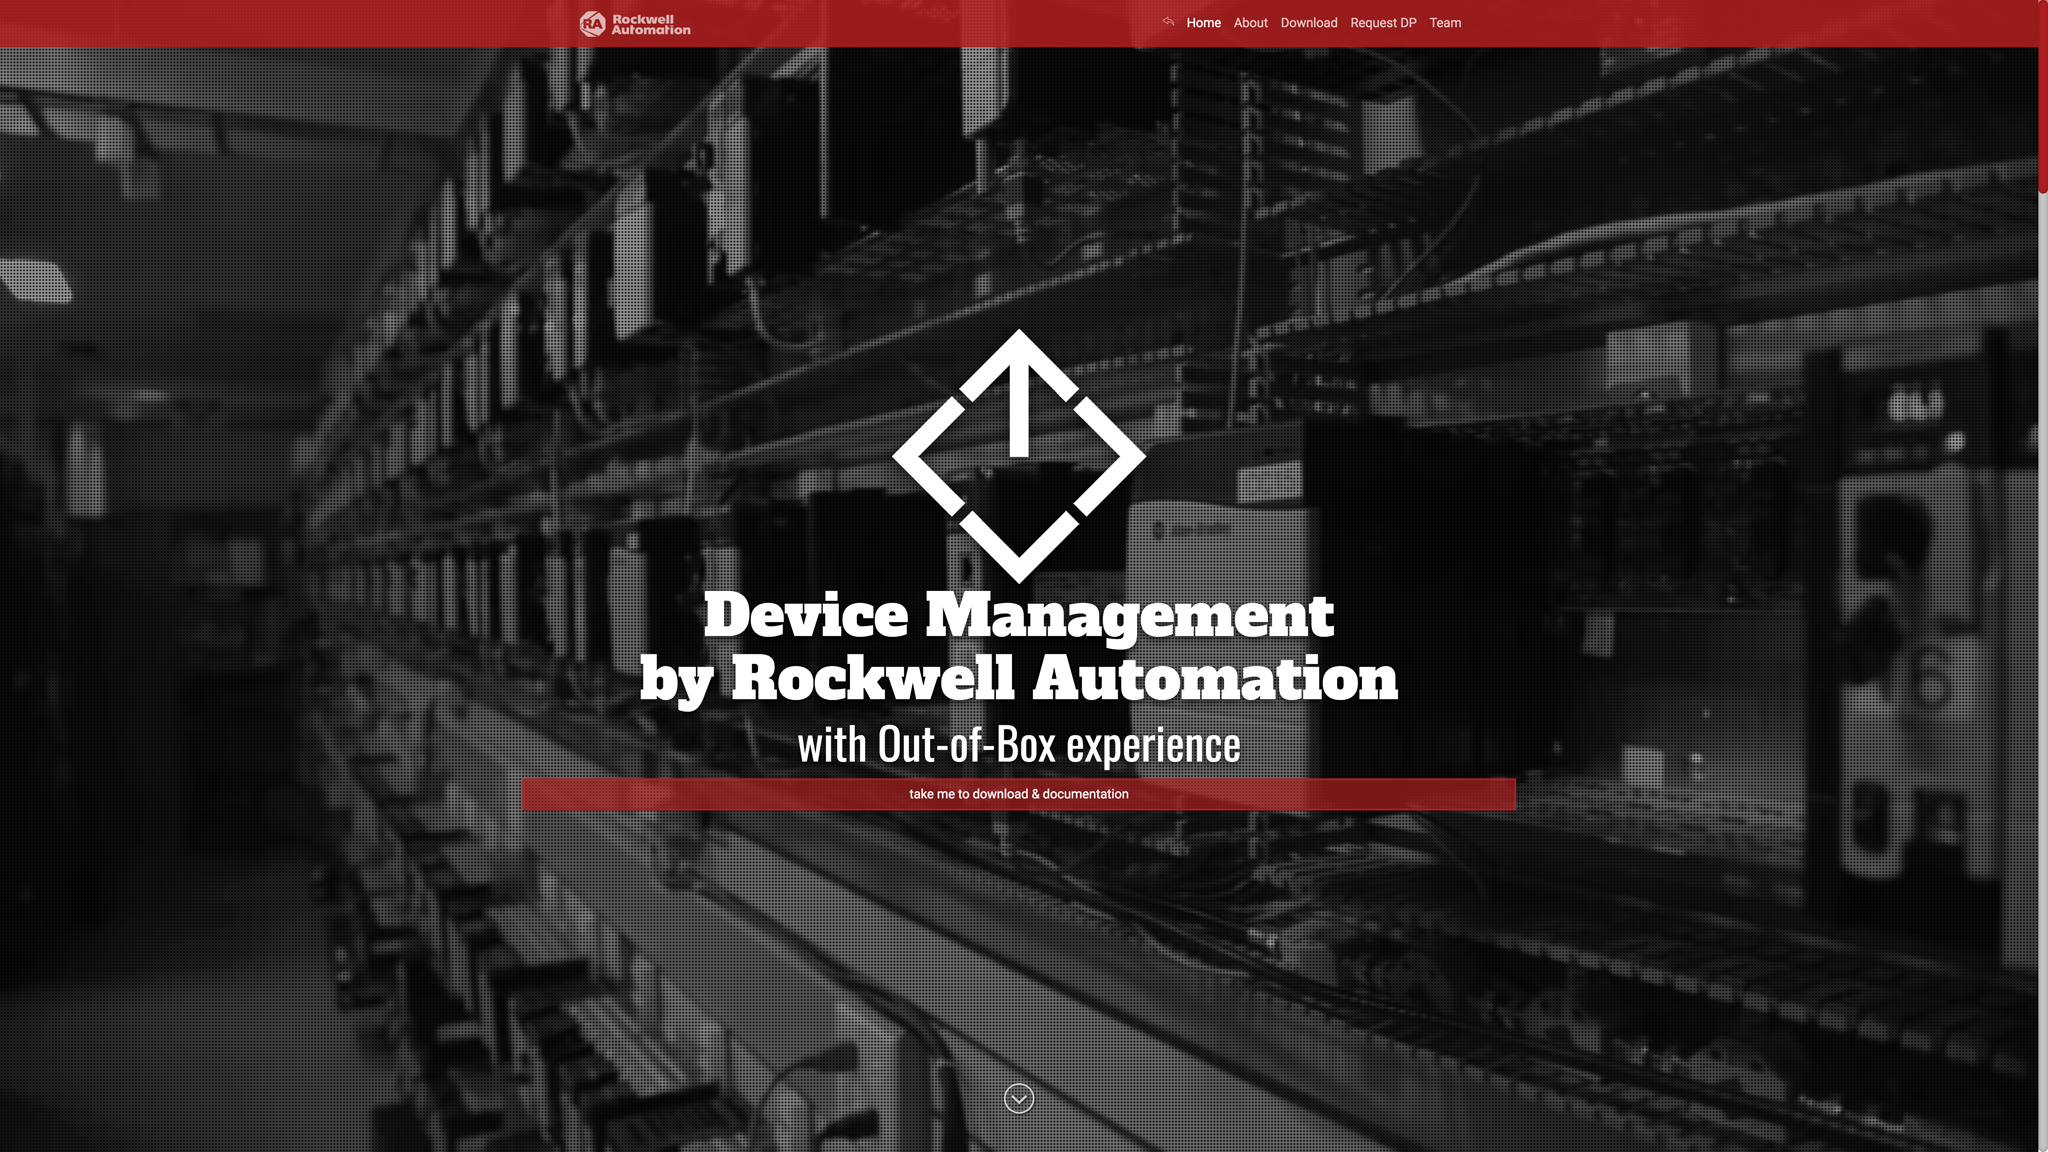 RA Rockwell
Automation
Home About Download Request DP Team
Device Management
by Rockwell Automation
with Out-of-Box experience
take me to download & documentation